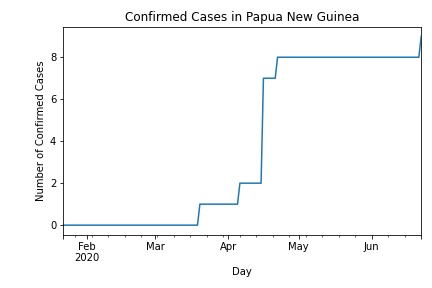 Confirmed Cases in Papua New Guinea
Number of Confirmed Cases
8
6
4
2
0
Feb Mar Apr May Jun
2020
Day